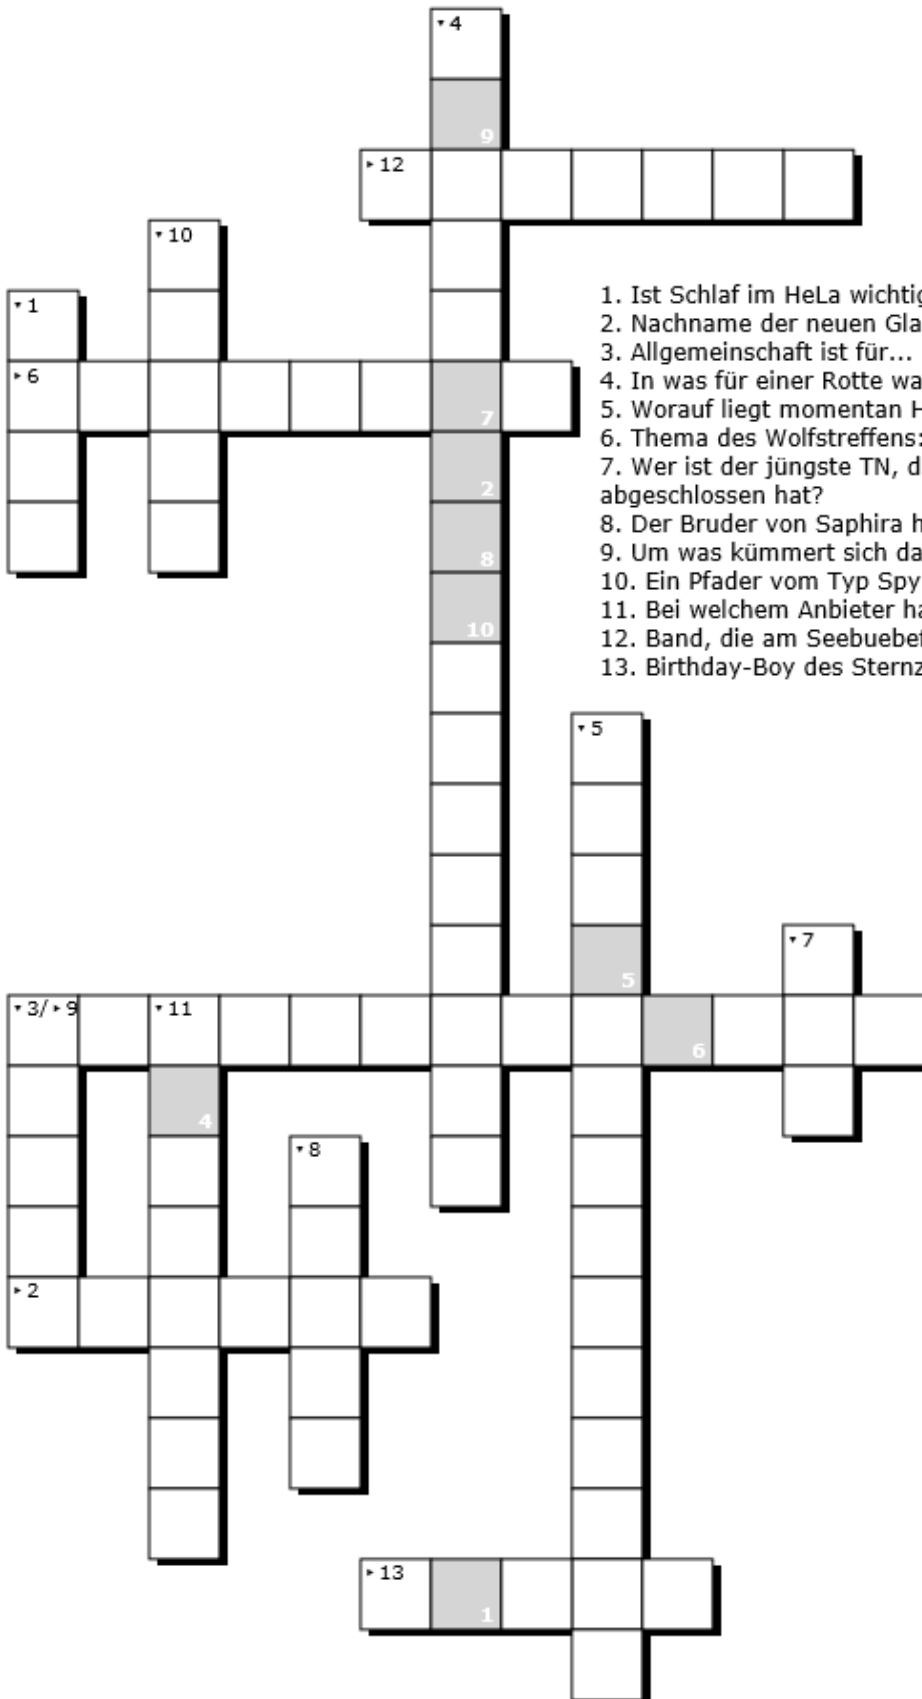 ▾ 4
9
▸ 12
▾ 10
▾ 1
1. Ist Schlaf im HeLa wichtig
2. Nachname der neuen Gla
3. Allgemeinschaft ist für...
▸ 6
7
4. In was für einer Rotte wa
5. Worauf liegt momentan H
6. Thema des Wolfstreffens:
2
7. Wer ist der jüngste TN, d
abgeschlossen hat?
8
8. Der Bruder von Saphira h
9. Um was kümmert sich da
10. Ein Pfader vom Typ Spy
10
11. Bei welchem Anbieter ha
12. Band, die am Seebuebef
13. Birthday-Boy des Sternz
▾ 5
5
▾ 7
▾ 3/ ▸ 9
▾ 11
6
4
▾ 8
▸ 2
▸ 13
1